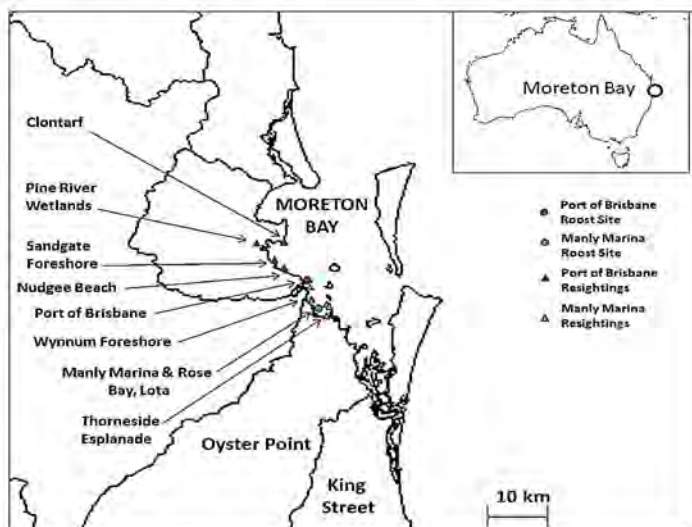 Moreton Bay
Clontarf
Pine River
Wetlands
MORETON
BAY
Port of Brisbane
Roost Site
Manly Marina
Roost Site
Port of Brisbane
Resightings
Manly Marina
Resightings
Sandgate
Foreshore
Nudgee Beach
Port of Brisbane
Wynnum Foreshore
Manly Marina & Rose
Bay, Lota
Thorneside
Esplanade
Oyster Point
King
Street
10 km